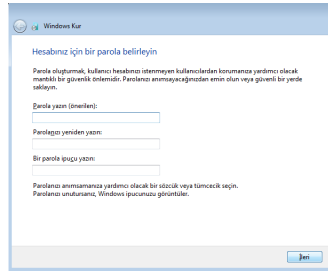 Windows Kur
Hesabınız için bir parola belirleyin
Parola oluşturmak, kullanıcı hesabınızı istenmeyen kullanıcılardan korumanıza yardımcı olacak
mantıklı bir güvenlik önlemidir. Parolanızı anımsayacağınızdan emin olun veya güvenli bir yerde
saklayın.
Parola yazın (önerilen):
Parolanızı yeniden yazın:
Bir parola ipucu yazın:
Parolanızı anımsamanıza yardımcı olacak bir sözcük veya tümcecik seçin.
Parolanızı unutursanız, Windows ipucunuzu görüntüler.
İleri